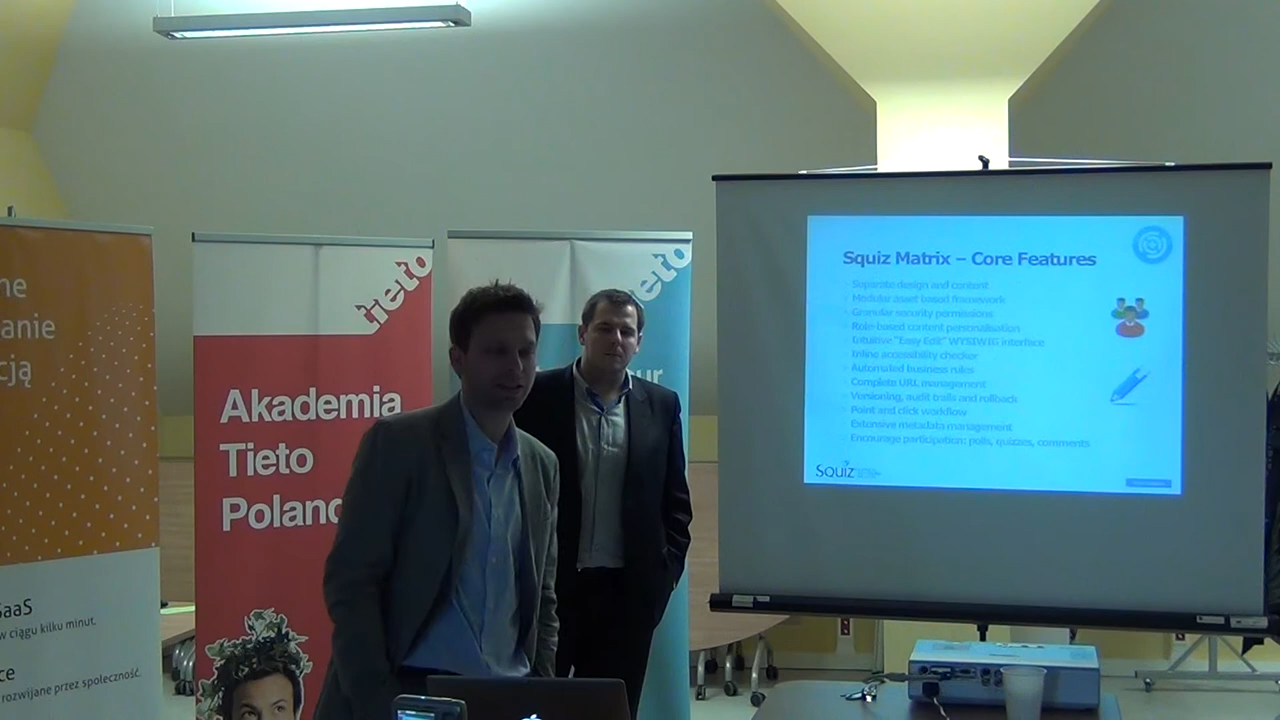 ne
anie
cją
SaaS
w ciągu kilku minut.
ce
rozwijane przez społeczność.
tieto
Akademia
Tieto
Poland
tieto
ur
Squiz Matrix – Core Features
Separate design and content
Modular asset based framework
Granular security permissions
Role-based content personalisation
Intuitive "Easy Edit" WYSIWIG interface
Inline accessibility checker
Automated business rules
Complete URL management
Versioning, audit trails and rollback
Point and click workflow
Extensive metadata management
Encourage participation: polls, quizzes, comments
Squiz